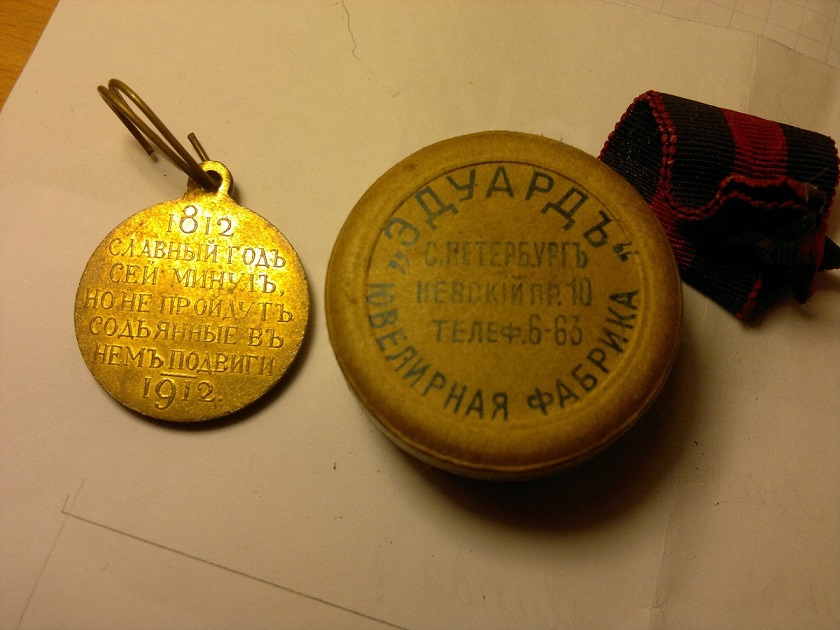 1812
СЛАВНЫЙ ГОДЪ
СЕЙ МИНУЛЪ,
НО НЕ ПРОЙДУТЪ
СОДѢЯННЫЕ ВЪ
НЕМЪ ПОДВИГИ
1912.
„ЭДУАРДЪ“
С.ПЕТЕРБУРГЪ
НЕВСКІЙ ПР. 10
ТЕЛЕФ. 6-63
ЮВЕЛИРНАЯ ФАБРИКА